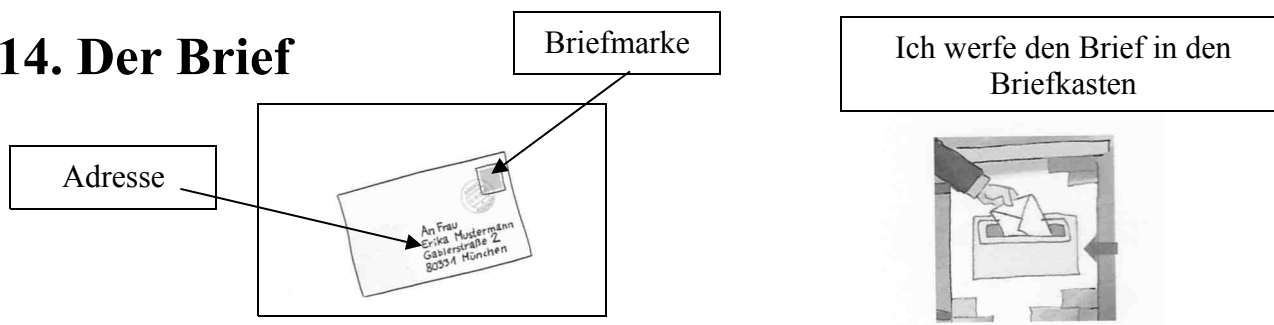 14. Der Brief
Briefmarke
Ich werfe den Brief in den
Briefkasten
Adresse
An Frau
Erika Mustermann
Gablerstraße 2
80331 München